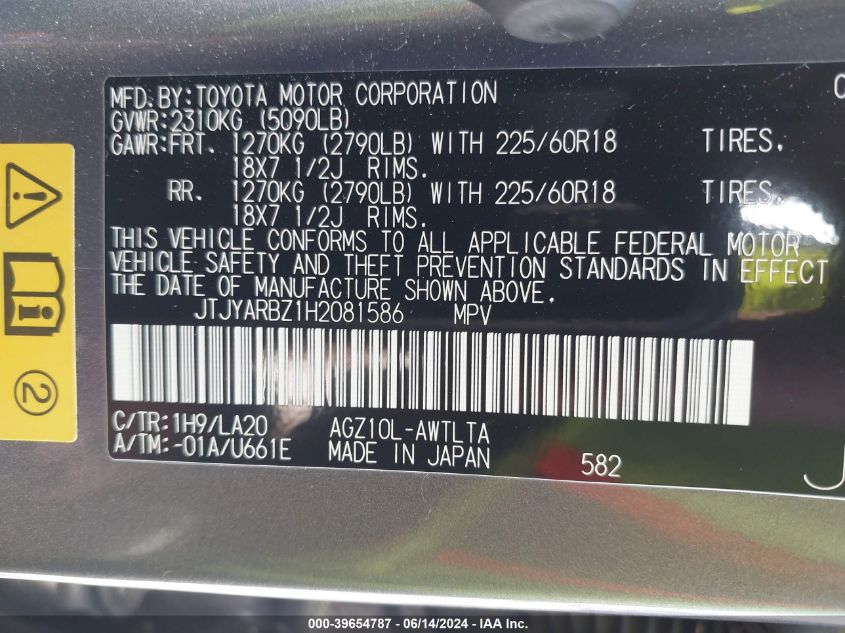 MFD.BY:TOYOTA MOTOR CORPORATION
GVWR:2310KG (5090LB)
GAWR:FRT. 1270KG (2790LB) WITH 225/60R18 TIRES,
18X7 1/2J RIMS.
RR. 1270KG (2790LB) WITH 225/60R18 TIRES,
18X7 1/2J RIMS.
THIS VEHICLE CONFORMS TO ALL APPLICABLE FEDERAL MOTOR
VEHICLE SAFETY AND THEFT PREVENTION STANDARDS IN EFFECT
THE DATE OF MANUFACTURE SHOWN ABOVE.
JTJYARBZ1H2081586 MPV
C/TR:1H9/LA20 AGZ10L-AWTLTA
A/TM:-01A/U661E MADE IN JAPAN 582
2
000-39654787 - 06/14/2024 - IAA Inc.